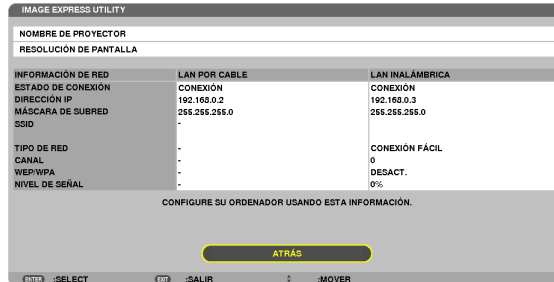 IMAGE EXPRESS UTILITY
NOMBRE DE PROYECTOR
RESOLUCIÓN DE PANTALLA
INFORMACIÓN DE RED LAN POR CABLE LAN INALÁMBRICA
ESTADO DE CONEXIÓN CONEXIÓN CONEXIÓN
DIRECCIÓN IP 192.168.0.2 192.168.0.3
MÁSCARA DE SUBRED 255.255.255.0 255.255.255.0
SSID -
TIPO DE RED - CONEXIÓN FÁCIL
CANAL - 0
WEP/WPA - DESACT.
NIVEL DE SEÑAL - 0%
CONFIGURE SU ORDENADOR USANDO ESTA INFORMACIÓN.
ATRÁS
ENTER :SELECT EXIT :SALIR :MOVER